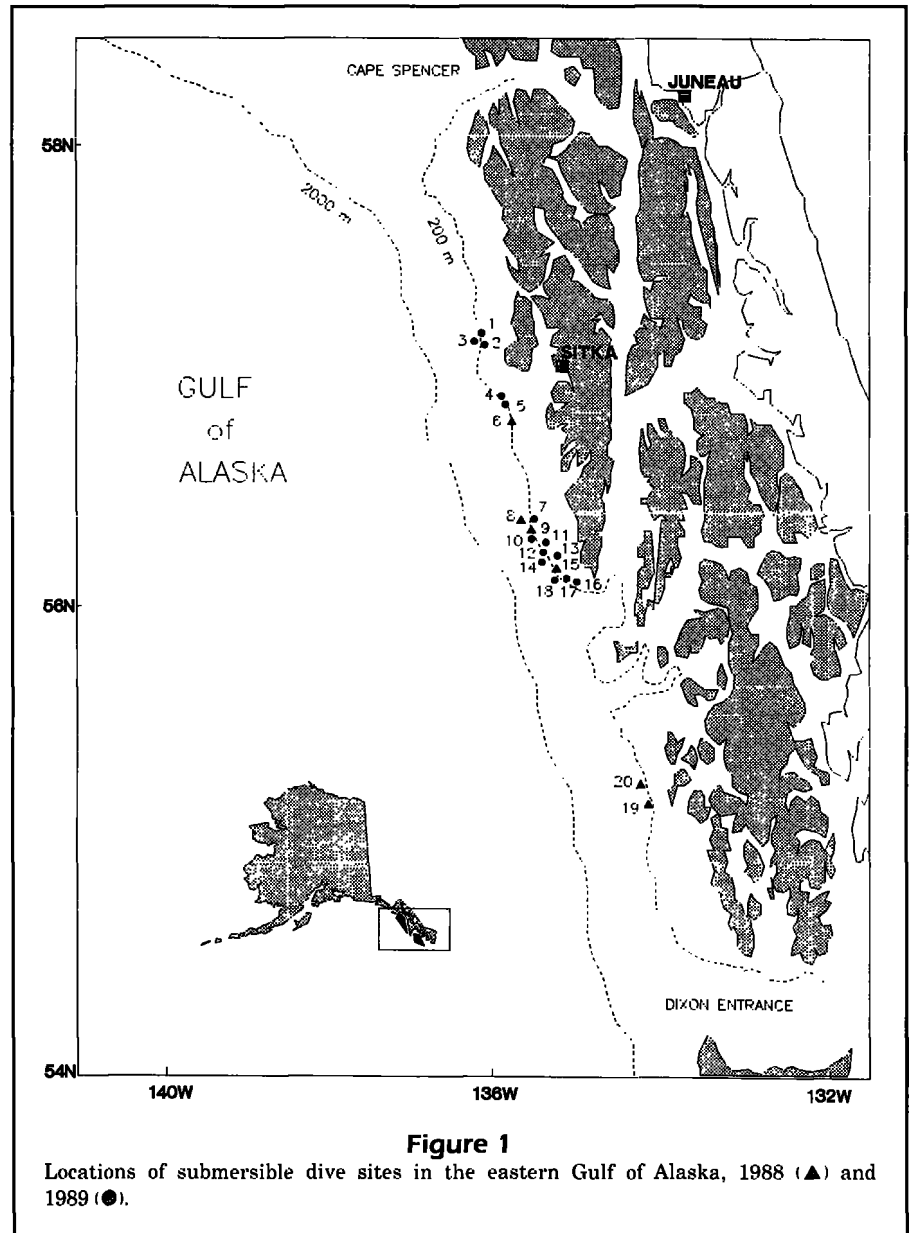 CAPE SPENCER
JUNEAU
58N
2000 m
200 m
1
3
2
SITKA
4
5
6
GULF
of
ALASKA
7
8
9
10
11
12
13
14
15
18
17
16
56N
20
19
DIXON ENTRANCE
54N
140W
136W
132W
Figure 1
Locations of submersible dive sites in the eastern Gulf of Alaska, 1988 (▲) and
1989 (●).